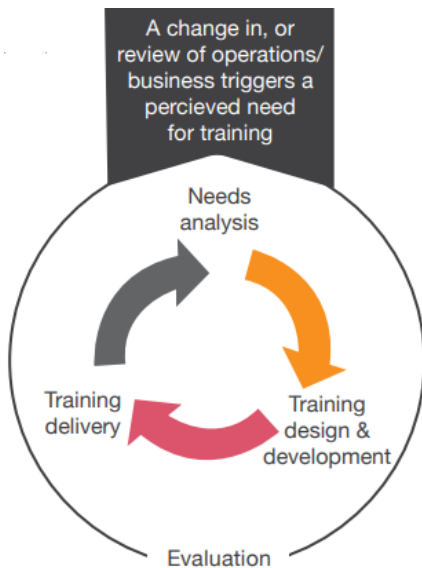 A change in, or
review of operations/
business triggers a
percieved need
for training
Needs
analysis
Training
delivery
Training
design &
development
Evaluation